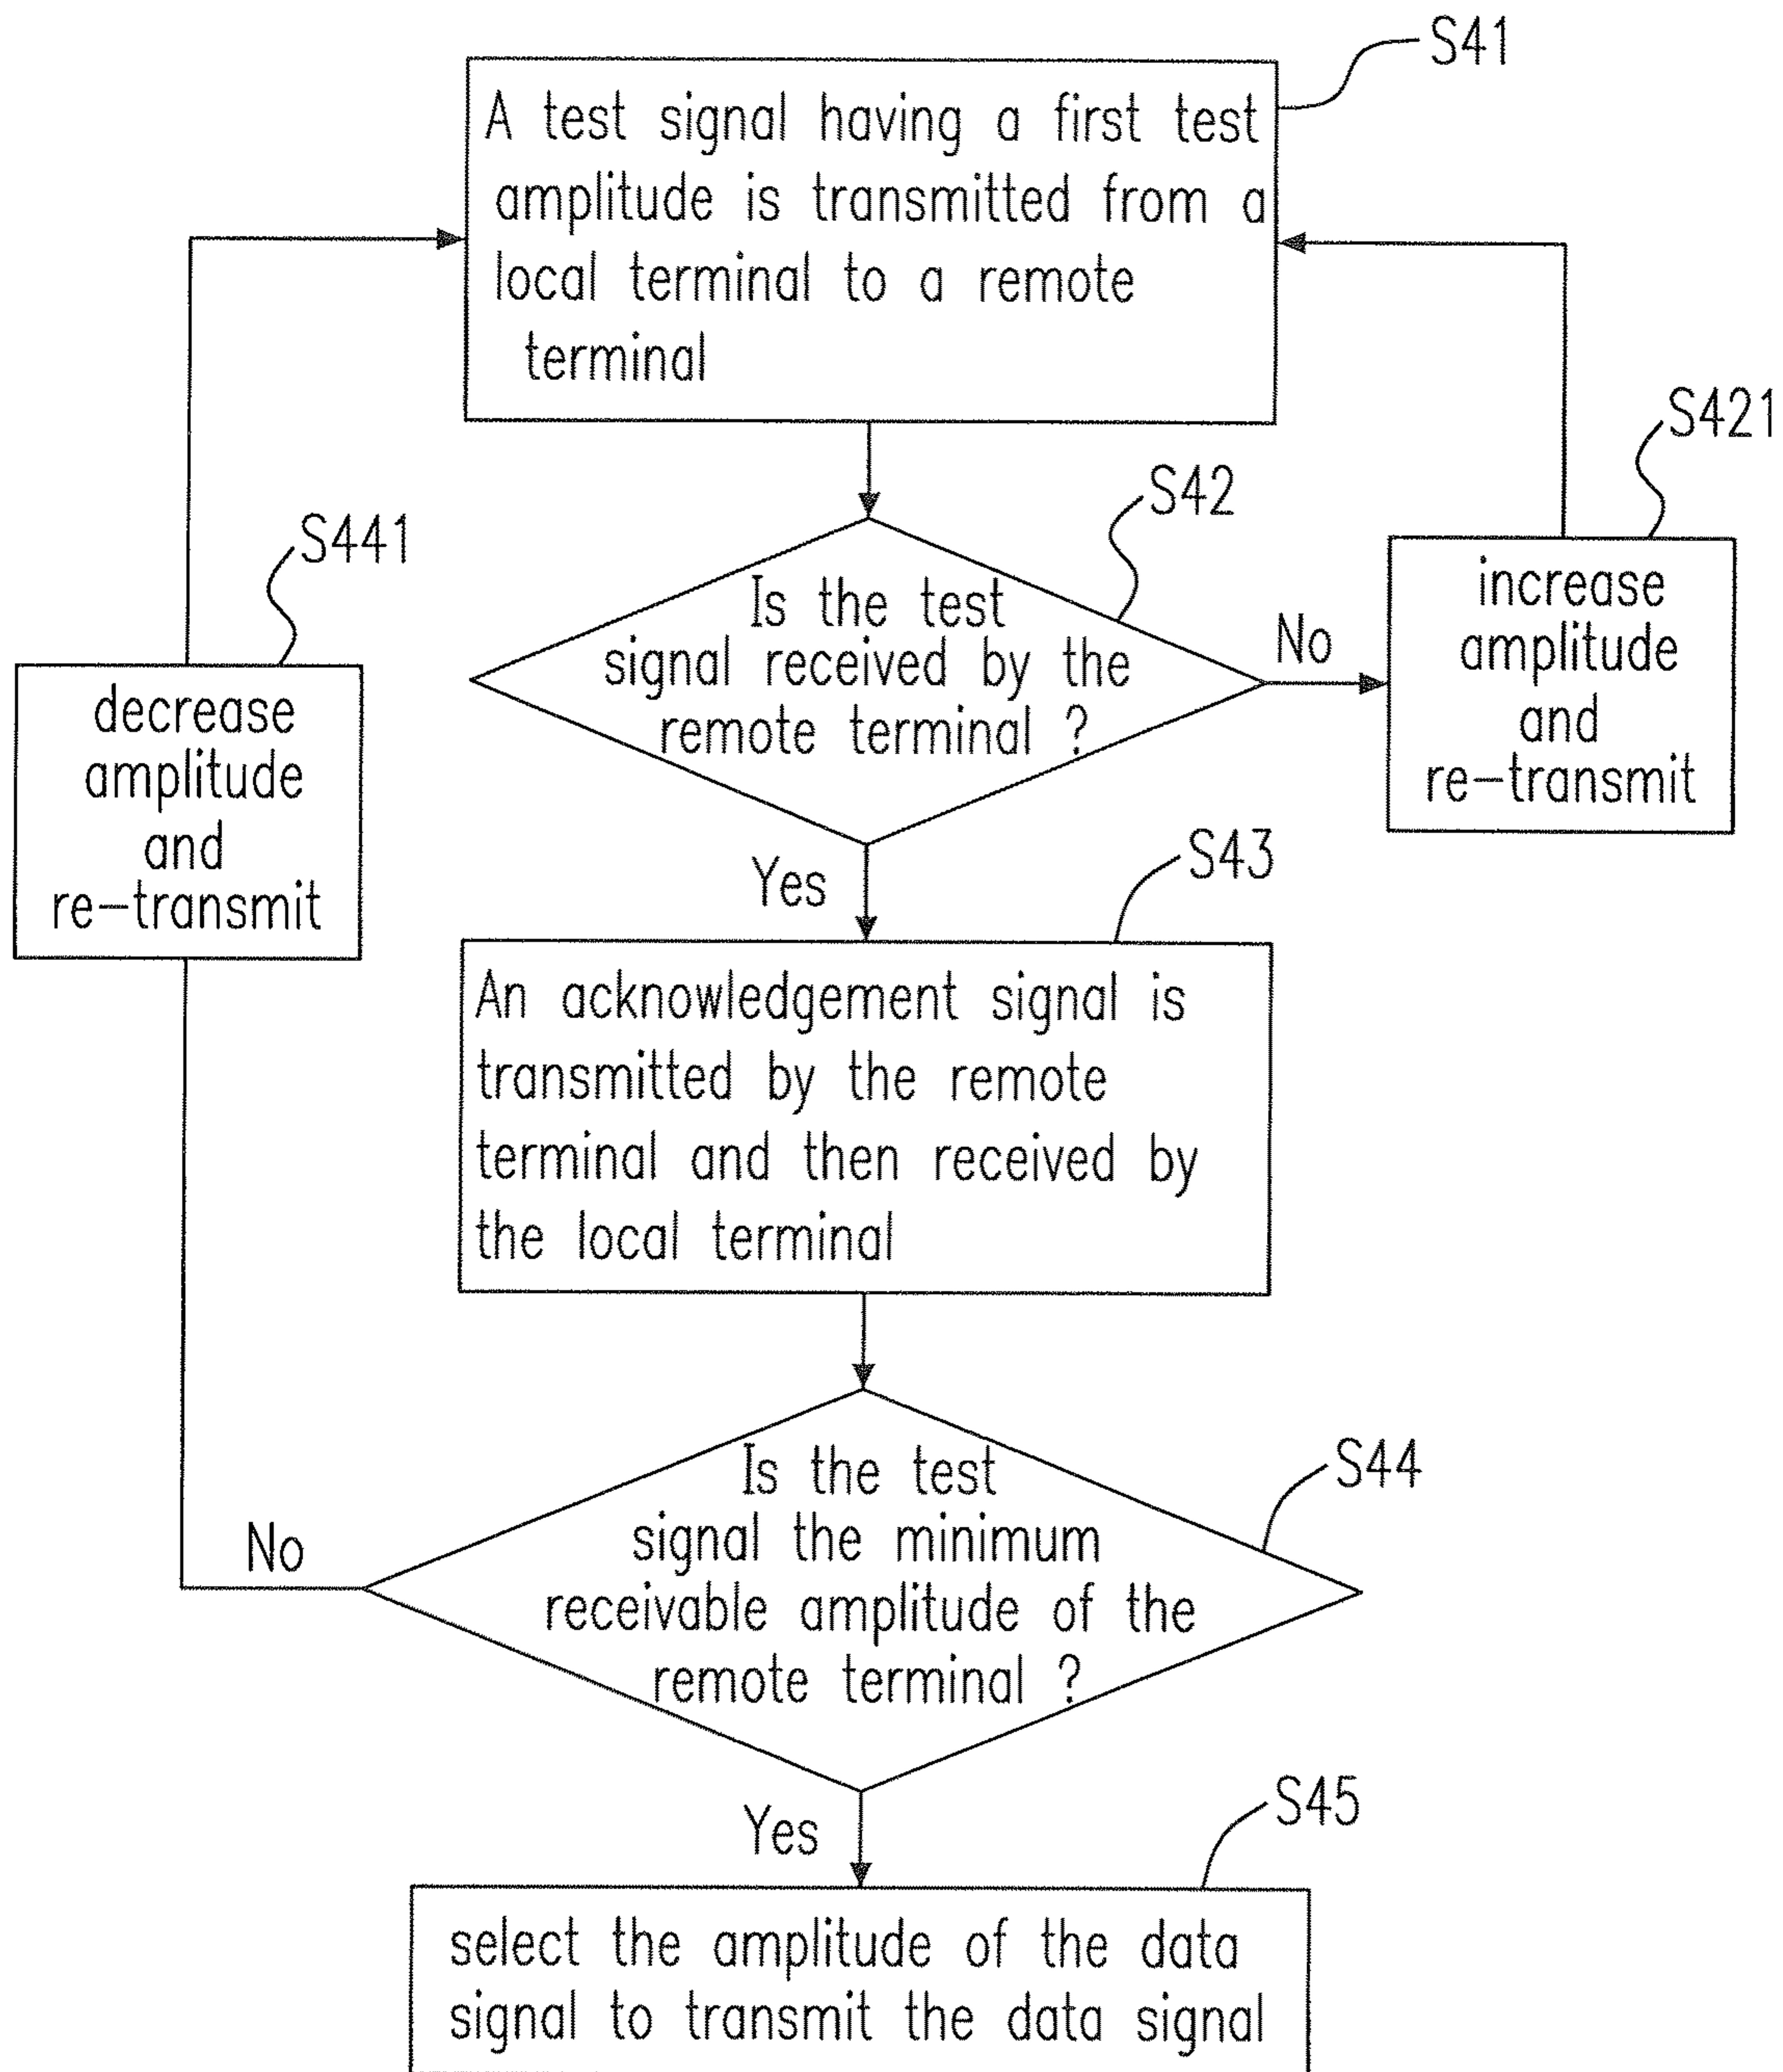 S41
A test signal having a first test
amplitude is transmitted from a
local terminal to a remote
terminal
S421
S42
S441
Is the test
signal received by the
remote terminal ?
No
increase
amplitude
and
re-transmit
decrease
amplitude
and
re-transmit
Yes
S43
An acknowledgement signal is
transmitted by the remote
terminal and then received by
the local terminal
S44
Is the test
signal the minimum
receivable amplitude of the
remote terminal ?
No
Yes
S45
select the amplitude of the data
signal to transmit the data signal